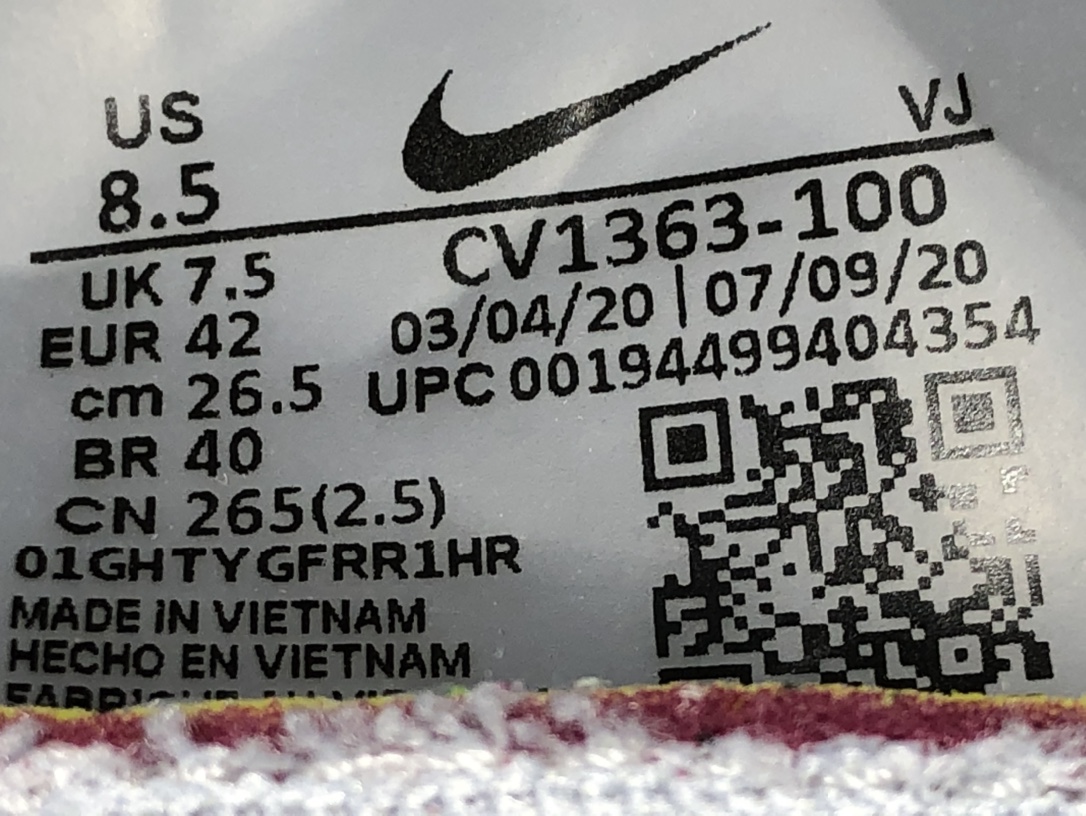 US
8.5
VJ
UK 7.5
EUR 42
cm 26.5
BR 40
CN 265(2.5)
CV1363-100
03/04/20 | 07/09/20
UPC 00194499404354
01GHTYGFRR1HR
MADE IN VIETNAM
HECHO EN VIETNAM